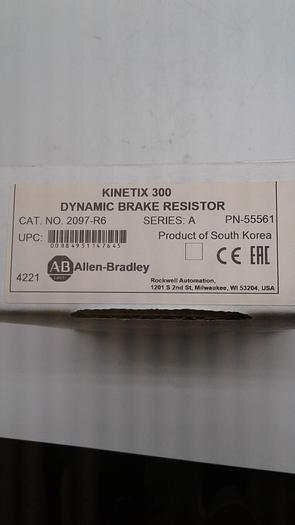 KINETIX 300
DYNAMIC BRAKE RESISTOR
CAT. NO. 2097-R6 SERIES: A PN-55561
UPC: 00884951147645 Product of South Korea
4221 AB Allen-Bradley CE EAC
Rockwell Automation,
1201 S 2nd St, Milwaukee, WI 53204, USA